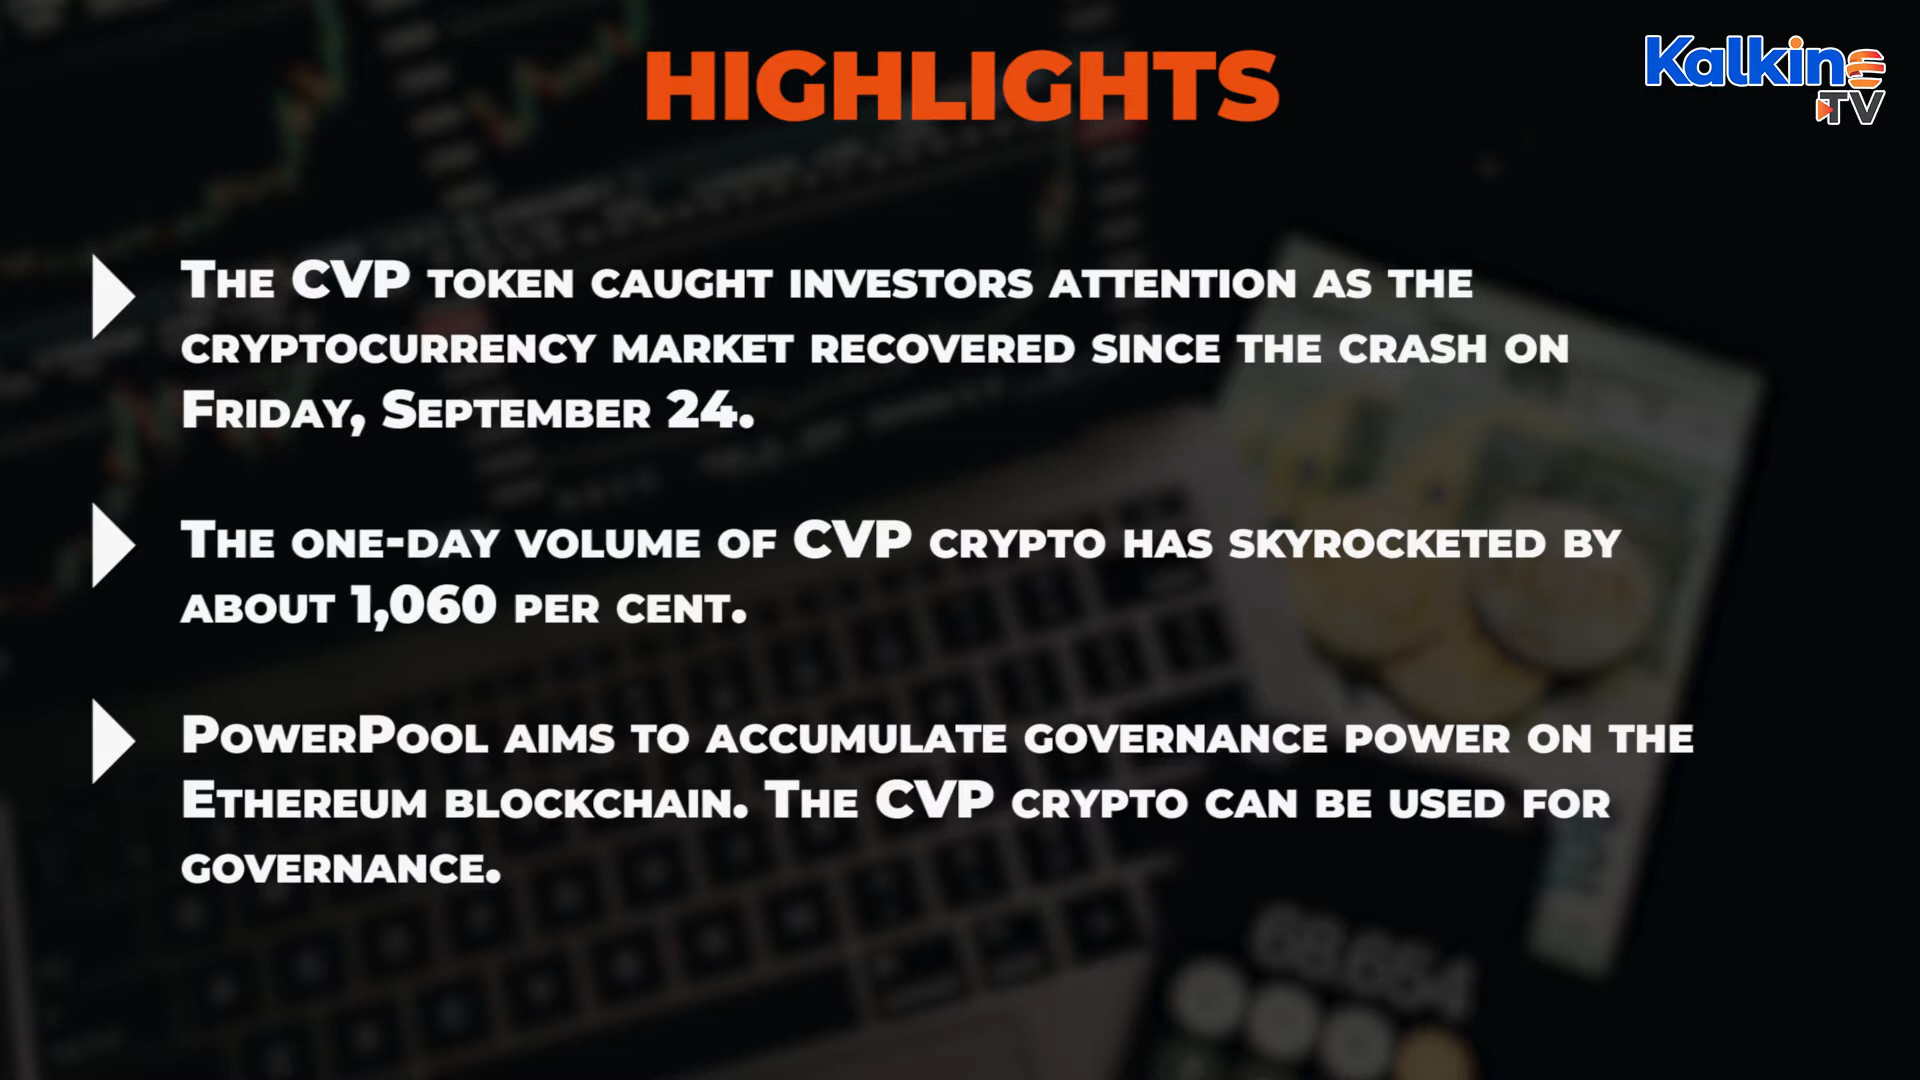 HIGHLIGHTS
Kalkine
TV
The CVP token caught investors attention as the
cryptocurrency market recovered since the crash on
Friday, September 24.
The one-day volume of CVP crypto has skyrocketed by
about 1,060 per cent.
PowerPool aims to accumulate governance power on the
Ethereum blockchain. The CVP crypto can be used for
governance.
68.654